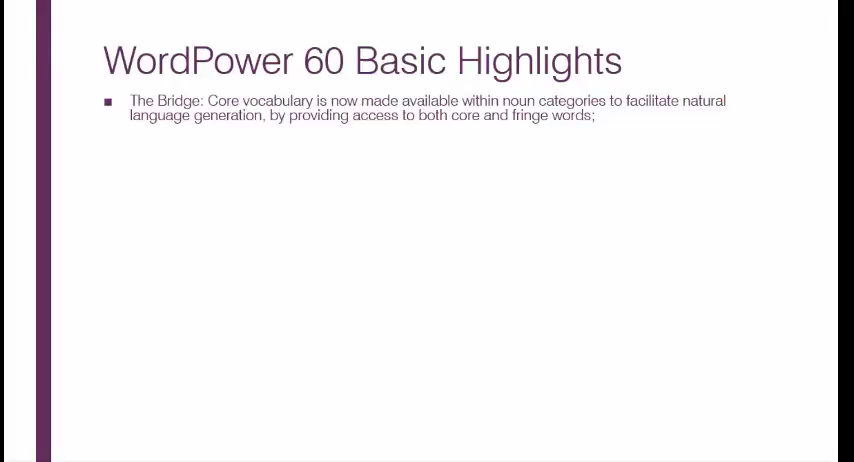 WordPower 60 Basic Highlights
■ The Bridge: Core vocabulary is now made available within noun categories to facilitate natural
language generation, by providing access to both core and fringe words;